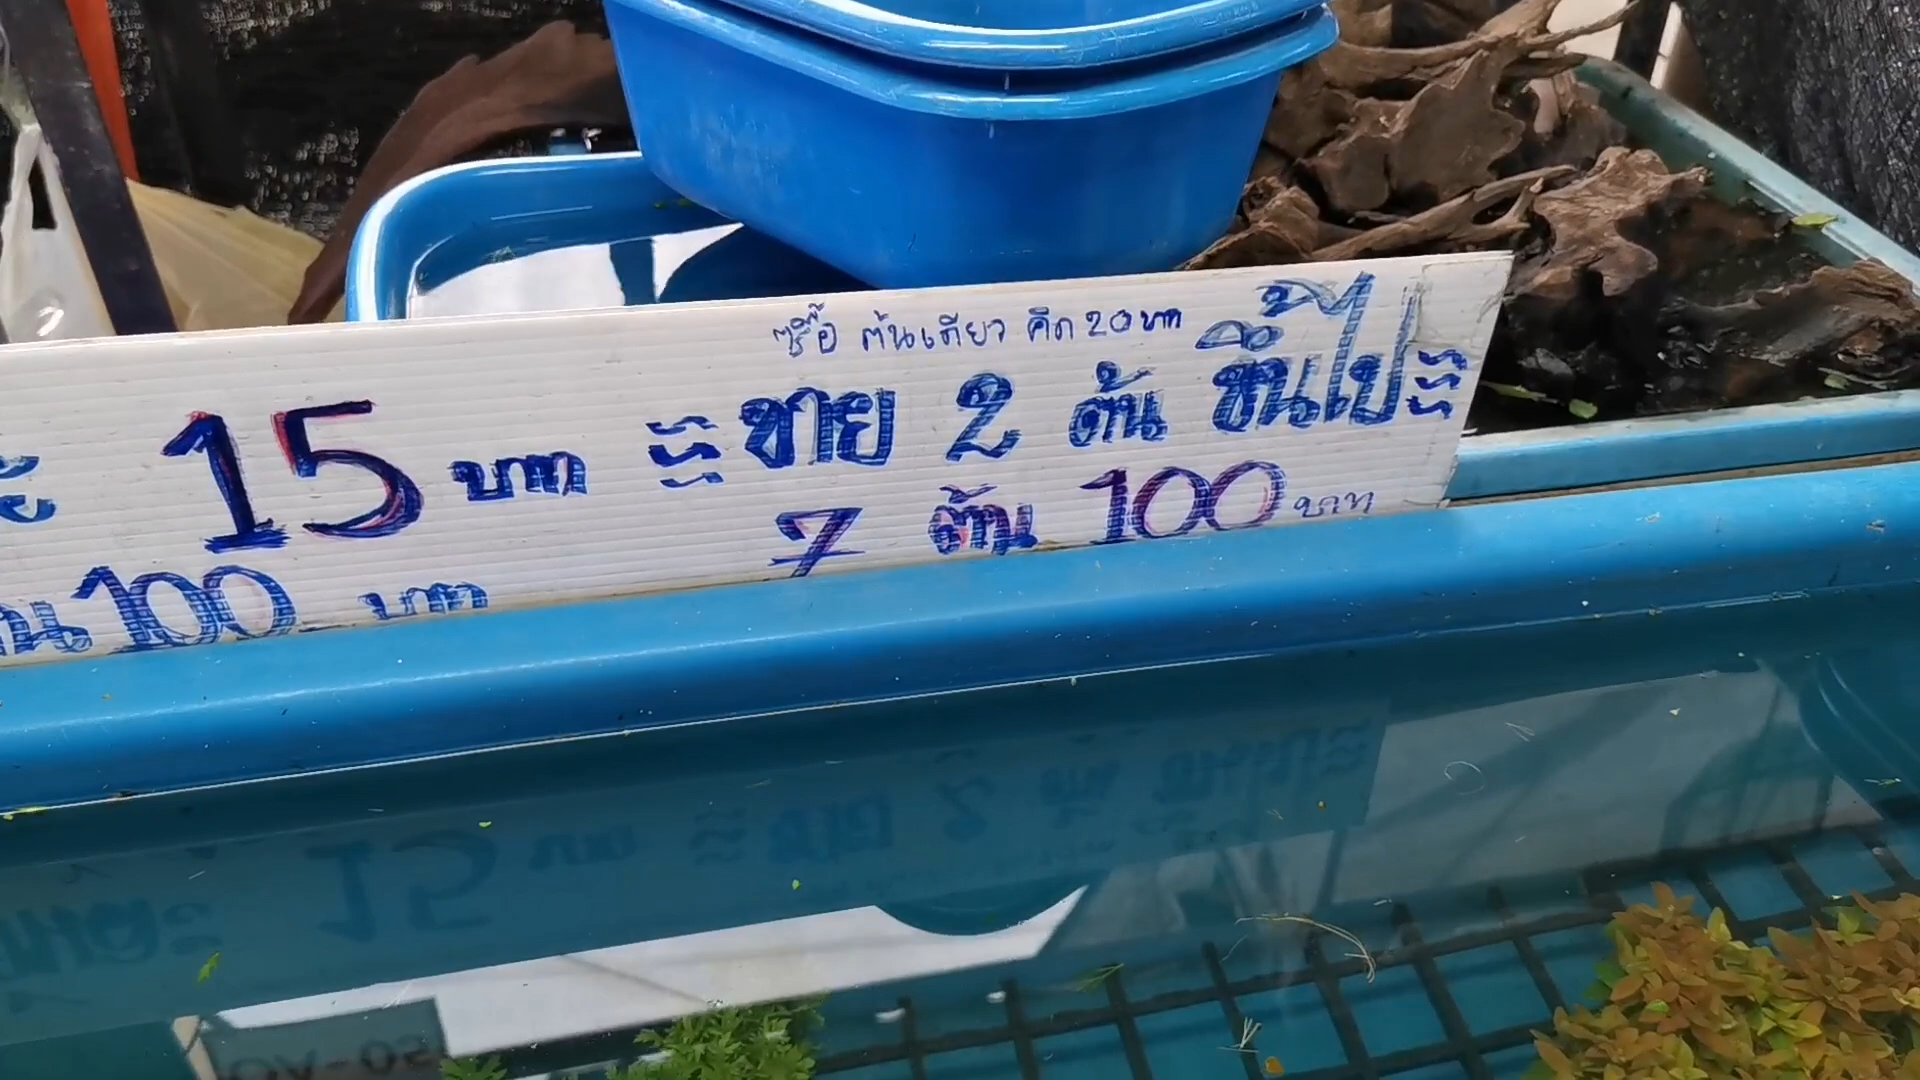 ซื้อ ต้นเดียว คิด 20 บาท
15 บาท ขาย 2 ต้น ขึ้นไป
100 บาท 7 ต้น 100 บาท